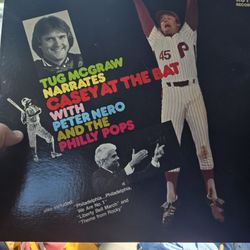 TUG McGRAW
NARRATES
CASEY AT THE BAT
WITH
PETER NERO
AND THE
PHILLY POPS
also includes: "Philadelphia, Philadelphia,
We Are No. 1"
"Liberty Bell March" and
"Theme from Rocky"
45
P